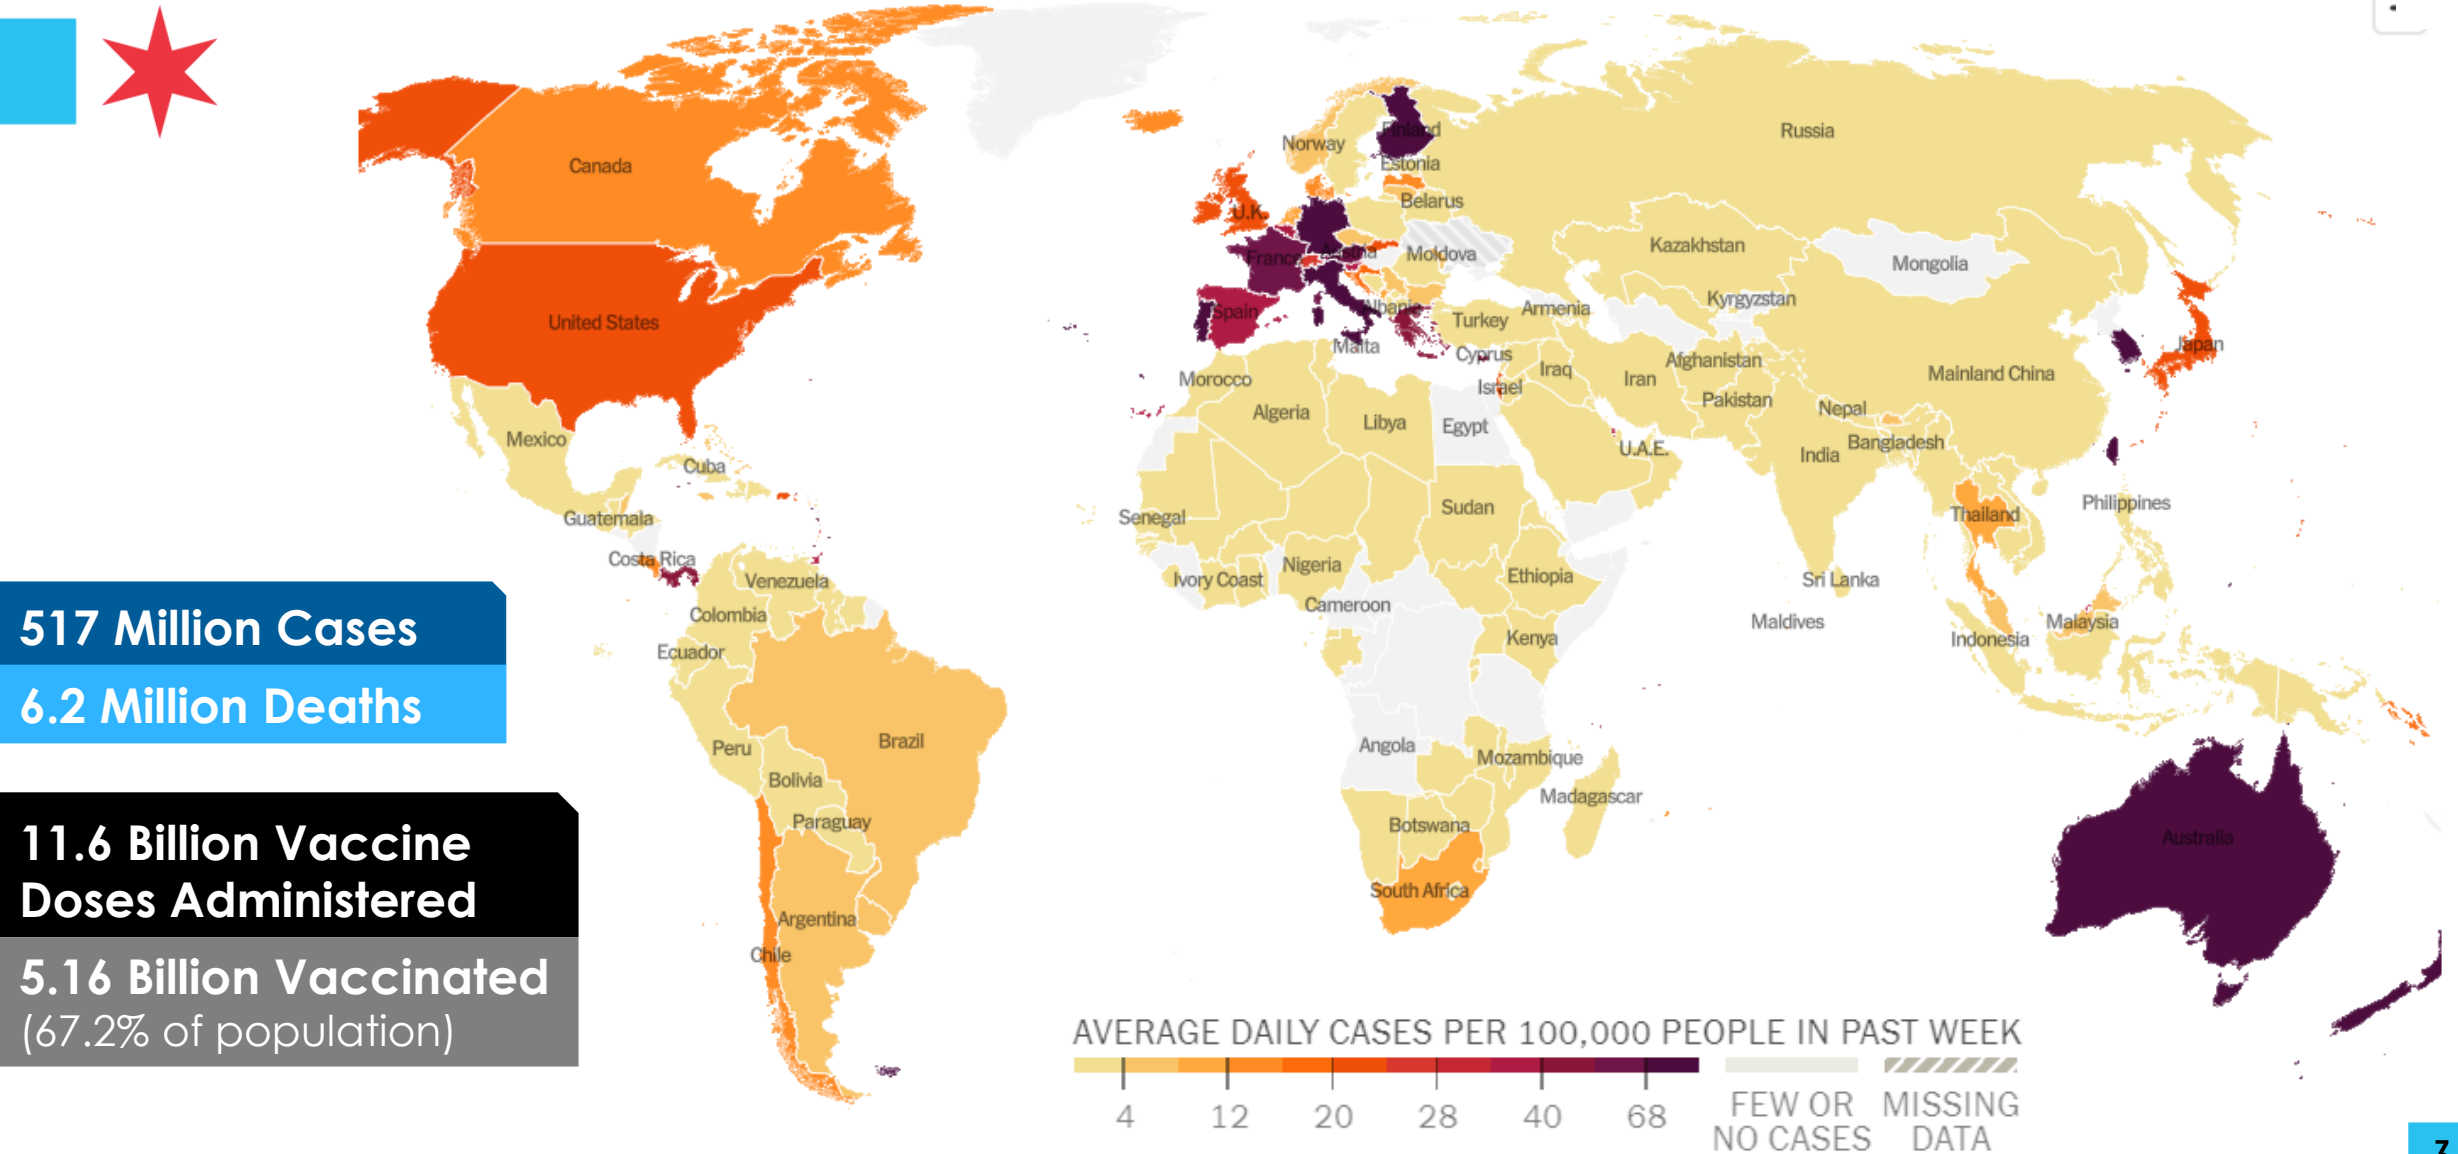 Canada
United States
Mexico
Cuba
Guatemala
Costa Rica
Venezuela
Colombia
Ecuador
Peru
Brazil
Bolivia
Paraguay
Argentina
Chile
Norway
Finland
Estonia
Belarus
U.K.
France
Austria
Moldova
Spain
Albania
Malta
Turkey
Armenia
Cyprus
Israel
Iraq
Iran
Russia
Kazakhstan
Mongolia
Kyrgyzstan
Afghanistan
Pakistan
Mainland China
Japan
Nepal
India
Bangladesh
U.A.E.
Morocco
Algeria
Libya
Egypt
Senegal
Sudan
Nigeria
Ivory Coast
Ethiopia
Cameroon
Kenya
Angola
Mozambique
Madagascar
Botswana
South Africa
Sri Lanka
Maldives
Thailand
Philippines
Malaysia
Indonesia
Australia
517 Million Cases
6.2 Million Deaths
11.6 Billion Vaccine
Doses Administered
5.16 Billion Vaccinated
(67.2% of population)
AVERAGE DAILY CASES PER 100,000 PEOPLE IN PAST WEEK
4 12 20 28 40 68
FEW OR
NO CASES
MISSING
DATA